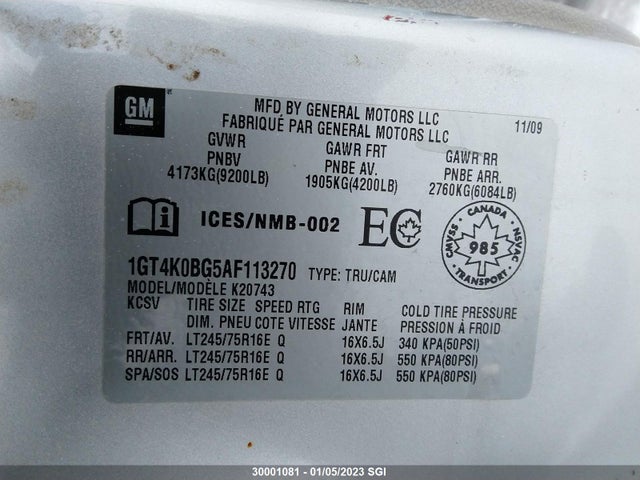 GM
MFD BY GENERAL MOTORS LLC
FABRIQUÉ PAR GENERAL MOTORS LLC
11/09
GVWR GAWR FRT GAWR RR
PNBV PNBE AV. PNBE ARR.
4173KG(9200LB) 1905KG(4200LB) 2760KG(6084LB)
i ICES/NMB-002 EC
CANADA
CMVSS 985 NSVAC
TRANSPORT
1GT4K0BG5AF113270 TYPE: TRU/CAM
MODEL/MODÈLE K20743
KCSV TIRE SIZE SPEED RTG RIM COLD TIRE PRESSURE
DIM. PNEU COTE VITESSE JANTE PRESSION À FROID
FRT/AV. LT245/75R16E Q 16X6.5J 340 KPA(50PSI)
RR/ARR. LT245/75R16E Q 16X6.5J 550 KPA(80PSI)
SPA/SOS LT245/75R16E Q 16X6.5J 550 KPA(80PSI)
30001081 - 01/05/2023 SGI